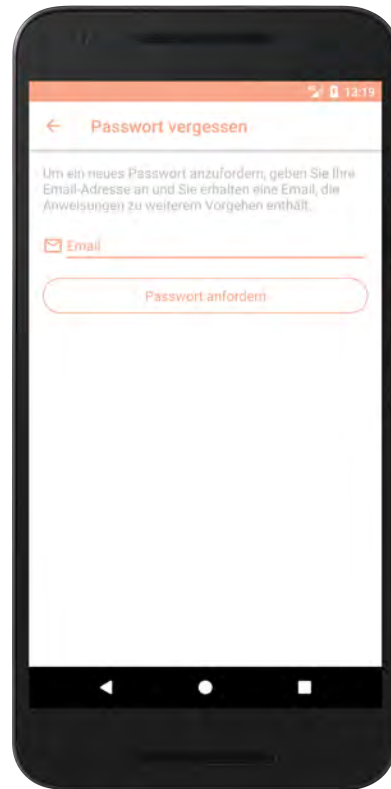 13:19
Passwort vergessen
Um ein neues Passwort anzufordern, geben Sie Ihre
Email-Adresse an und Sie erhalten eine Email, die
Anweisungen zu weiterem Vorgehen enthält.
Email
Passwort anfordern